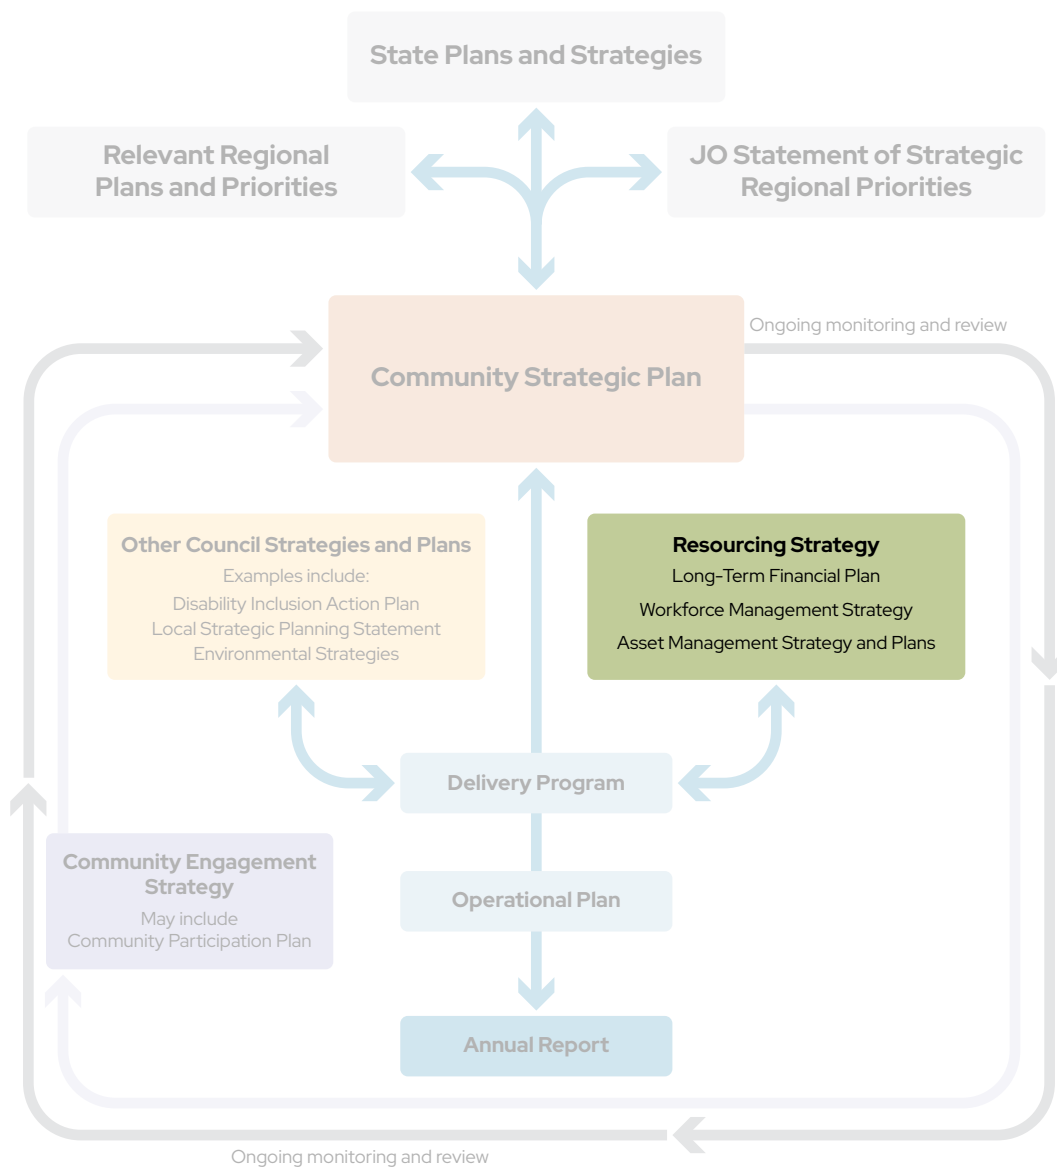 State Plans and Strategies
Relevant Regional
Plans and Priorities
JO Statement of Strategic
Regional Priorities
Ongoing monitoring and review
Community Strategic Plan
Other Council Strategies and Plans
Examples include:
Disability Inclusion Action Plan
Local Strategic Planning Statement
Environmental Strategies
Resourcing Strategy
Long-Term Financial Plan
Workforce Management Strategy
Asset Management Strategy and Plans
Delivery Program
Community Engagement
Strategy
May include
Community Participation Plan
Operational Plan
Annual Report
Ongoing monitoring and review